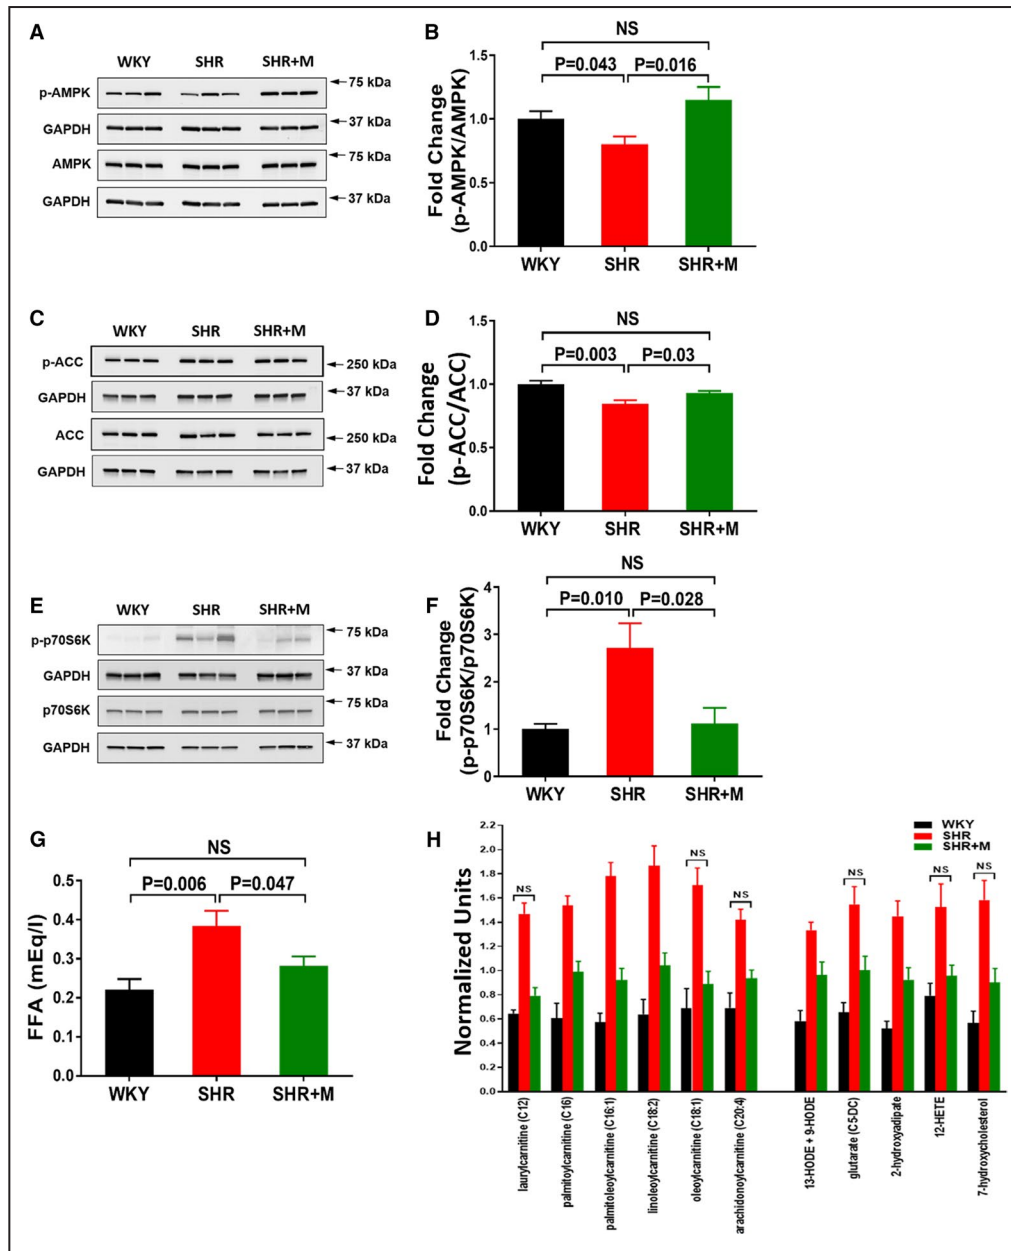 A
WKY SHR SHR+M
p-AMPK 75 kDa
GAPDH 37 kDa
AMPK 75 kDa
GAPDH 37 kDa
B
NS
P=0.043 P=0.016
Fold Change
(p-AMPK/AMPK)
1.5
1.0
0.5
0.0
WKY SHR SHR+M
C
WKY SHR SHR+M
p-ACC 250 kDa
GAPDH 37 kDa
ACC 250 kDa
GAPDH 37 kDa
D
NS
P=0.003 P=0.03
Fold Change
(p-ACC/ACC)
1.5
1.0
0.5
0.0
WKY SHR SHR+M
E
WKY SHR SHR+M
p-p70S6K 75 kDa
GAPDH 37 kDa
p70S6K 75 kDa
GAPDH 37 kDa
F
NS
P=0.010 P=0.028
Fold Change
(p-p70S6K/p70S6K)
4
3
2
1
0
WKY SHR SHR+M
G
NS
P=0.006 P=0.047
FFA (mEq/l)
0.5
0.4
0.3
0.2
0.1
0.0
WKY SHR SHR+M
H
WKY
SHR
SHR+M
Normalized Units
2.2
2.0
1.8
1.6
1.4
1.2
1.0
0.8
0.6
0.4
0.2
0.0
NS NS NS NS NS NS
laurylcarnitine (C12)
palmitoylcarnitine (C16)
palmitoleoylcarnitine (C16:1)
linoleoylcarnitine (C18:2)
oleoylcarnitine (C18:1)
arachidonoylcarnitine (C20:4)
13-HODE + 9-HODE
glutarate (C5-DC)
2-hydroxyadipate
12-HETE
7-hydroxycholesterol